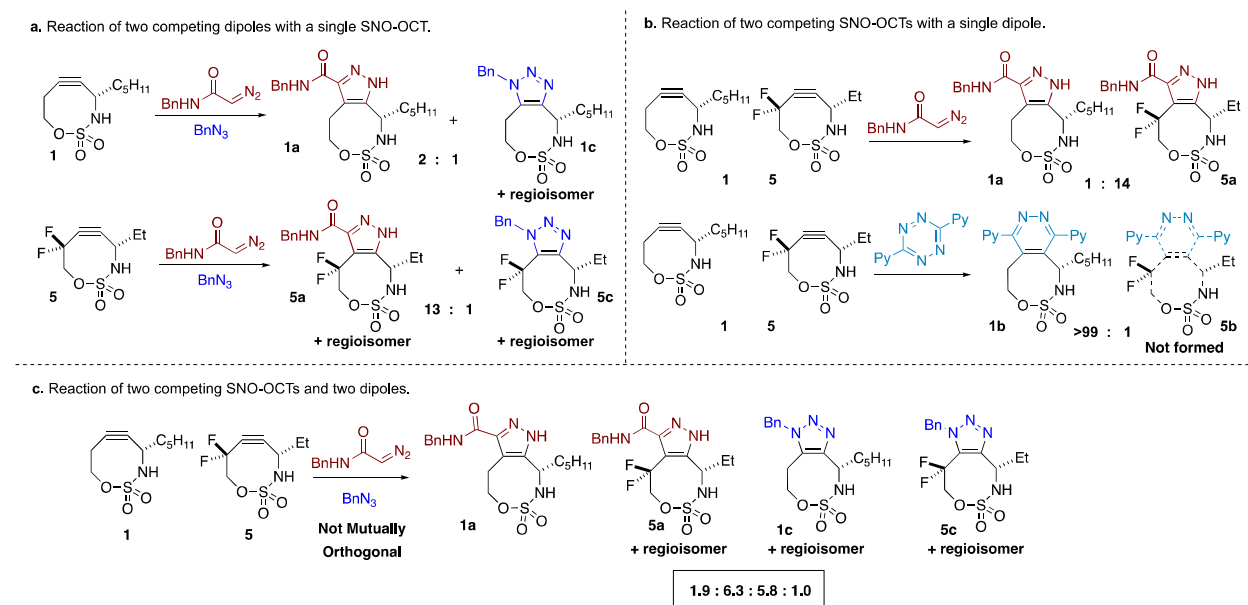 a. Reaction of two competing dipoles with a single SNO-OCT.
C5H11
O
BnHN
N2
BnN3
NH
O S
O O
1
O
BnHN
N NH
C5H11
NH
O S
O O
1a
2 : 1
+
Bn
N N N
C5H11
NH
O S
O O
1c
+ regioisomer
F
F
Et
NH
O S
O O
5
O
BnHN
N2
BnN3
O
BnHN
N NH
F
F
Et
NH
O S
O O
5a
+ regioisomer
13 : 1
+
Bn
N N N
F
F
Et
NH
O S
O O
5c
+ regioisomer
b. Reaction of two competing SNO-OCTs with a single dipole.
C5H11
NH
O S
O O
1
F
F
Et
NH
O S
O O
5
O
BnHN
N2
O
BnHN
N NH
C5H11
NH
O S
O O
1a
1 : 14
O
BnHN
N NH
F
F
Et
NH
O S
O O
5a
C5H11
NH
O S
O O
1
F
F
Et
NH
O S
O O
5
N N
Py
Py
N N
N N
Py Py
C5H11
NH
O S
O O
1b
>99 : 1
N N
Py Py
F
F
Et
NH
O S
O O
5b
Not formed
c. Reaction of two competing SNO-OCTs and two dipoles.
C5H11
NH
O S
O O
1
F
F
Et
NH
O S
O O
5
O
BnHN
N2
BnN3
Not Mutually
Orthogonal
O
BnHN
N NH
C5H11
NH
O S
O O
1a
O
BnHN
N NH
F
F
Et
NH
O S
O O
5a
+ regioisomer
Bn
N N N
C5H11
NH
O S
O O
1c
+ regioisomer
Bn
N N N
F
F
Et
NH
O S
O O
5c
+ regioisomer
1.9 : 6.3 : 5.8 : 1.0